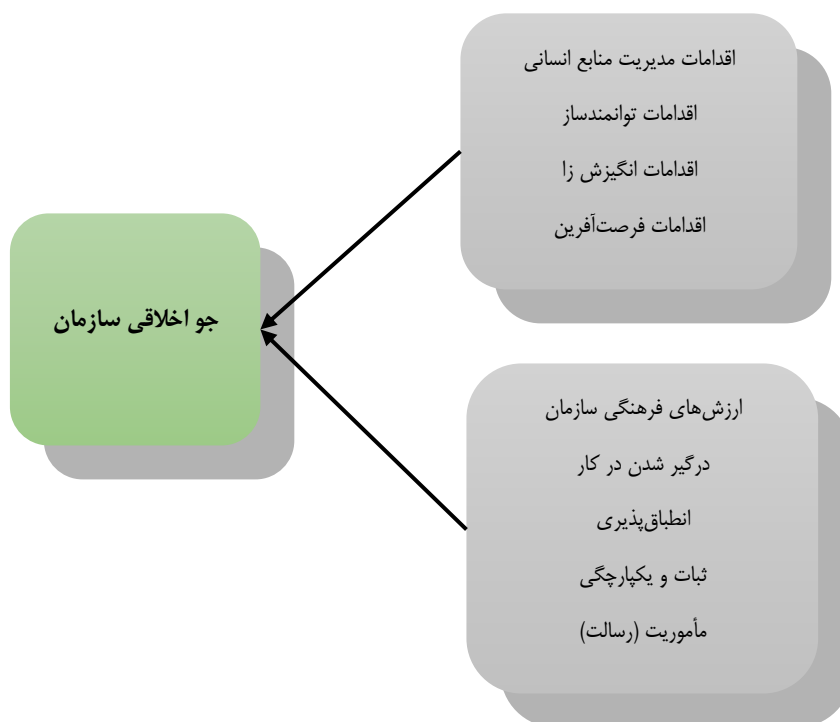 اقدامات مدیریت منابع انسانی
اقدامات توانمندساز
اقدامات انگیزش زا
اقدامات فرصت‌آفرین
جو اخلاقی سازمان
ارزش‌های فرهنگی سازمان
درگیر شدن در کار
انطباق‌پذیری
ثبات و یکپارچگی
مأموریت (رسالت)